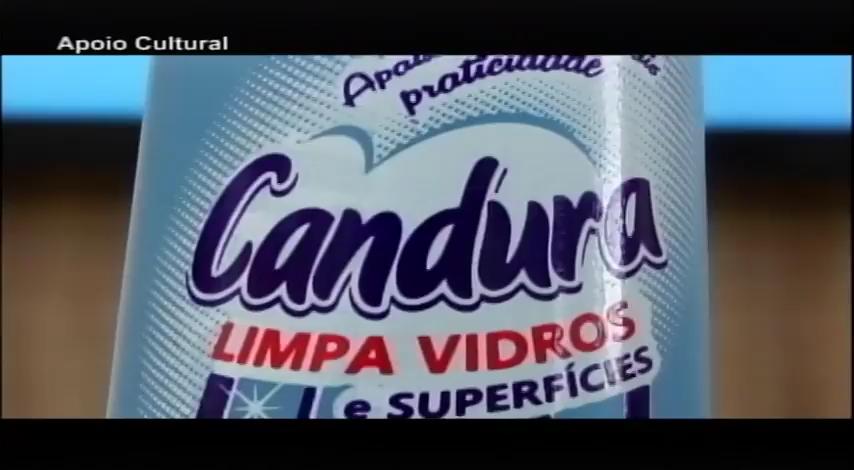 Apoio Cultural
praticidade
Candura
LIMPA VIDROS
e SUPERFÍCIES